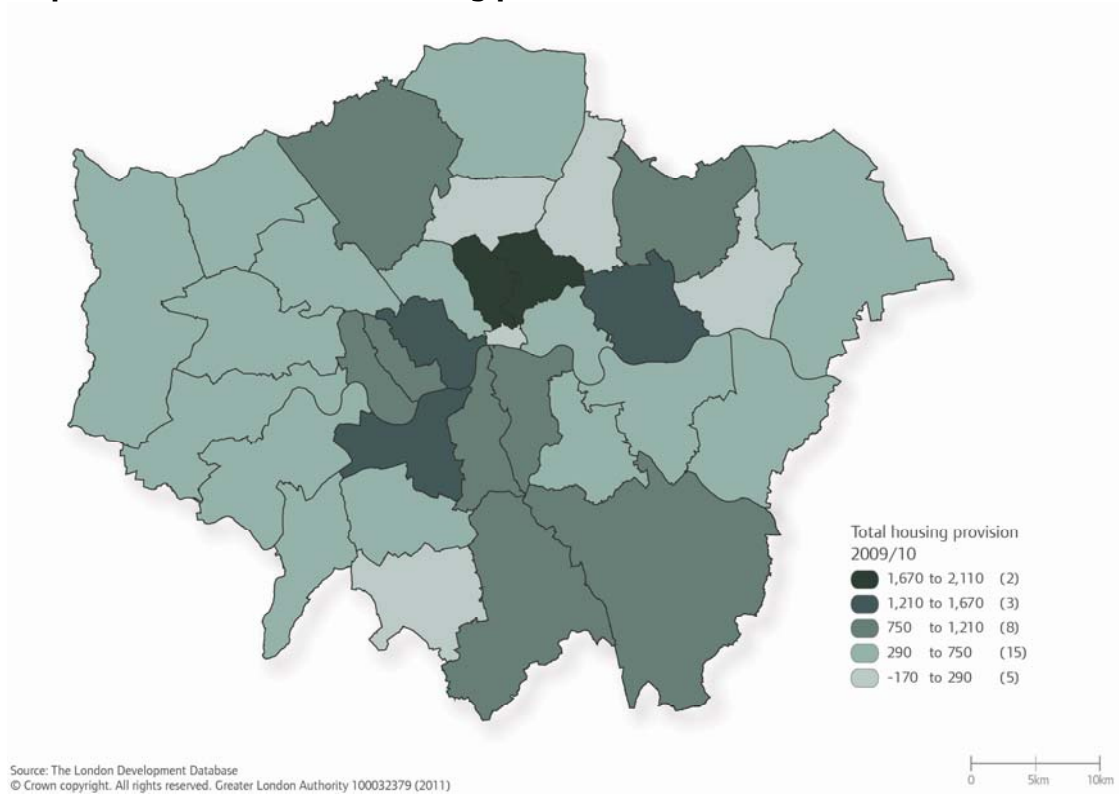 Total housing provision
2009/10
1,670 to 2,110 (2)
1,210 to 1,670 (3)
750 to 1,210 (8)
290 to 750 (15)
-170 to 290 (5)
Source: The London Development Database
© Crown copyright. All rights reserved. Greater London Authority 100032379 (2011)
0 5km 10km